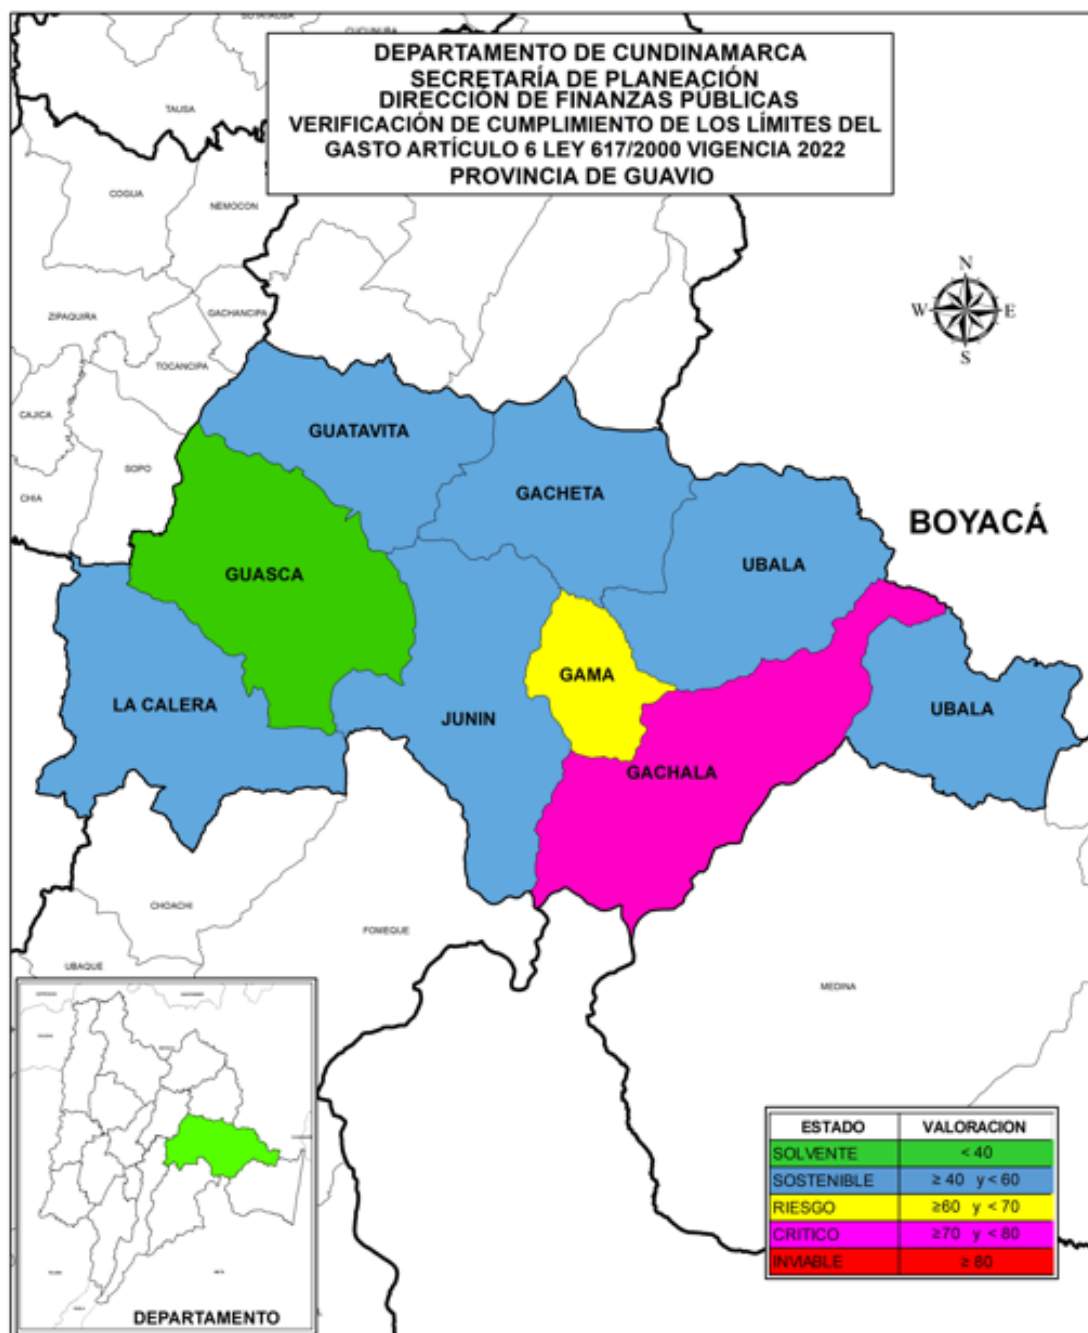 SUTATAUSA
CUCUNUBA
DEPARTAMENTO DE CUNDINAMARCA
SECRETARÍA DE PLANEACIÓN
DIRECCIÓN DE FINANZAS PÚBLICAS
VERIFICACIÓN DE CUMPLIMIENTO DE LOS LÍMITES DEL
GASTO ARTÍCULO 6 LEY 617/2000 VIGENCIA 2022
PROVINCIA DE GUAVIO
TAUSA
COGUA
NEMOCON
N
W E
S
ZIPAQUIRA
GACHANCIPA
TOCANCIPA
CAJICA
SOPO
CHIA
GUATAVITA
GACHETA
BOYACÁ
UBALA
GUASCA
GAMA
LA CALERA
JUNIN
UBALA
GACHALA
CHOACHI
FOMEQUE
UBAQUE
MEDINA
DEPARTAMENTO
ESTADO VALORACION
SOLVENTE < 40
SOSTENIBLE ≥ 40 y < 60
RIESGO ≥60 y < 70
CRITICO ≥70 y < 80
INVIABLE ≥ 80